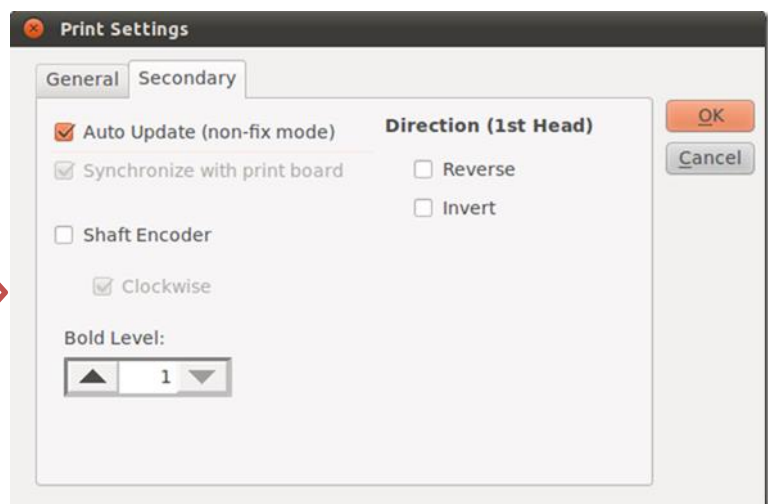 Print Settings
General
Secondary
Auto Update (non-fix mode)
Synchronize with print board
Shaft Encoder
Clockwise
Bold Level:
1
Direction (1st Head)
Reverse
Invert
OK
Cancel